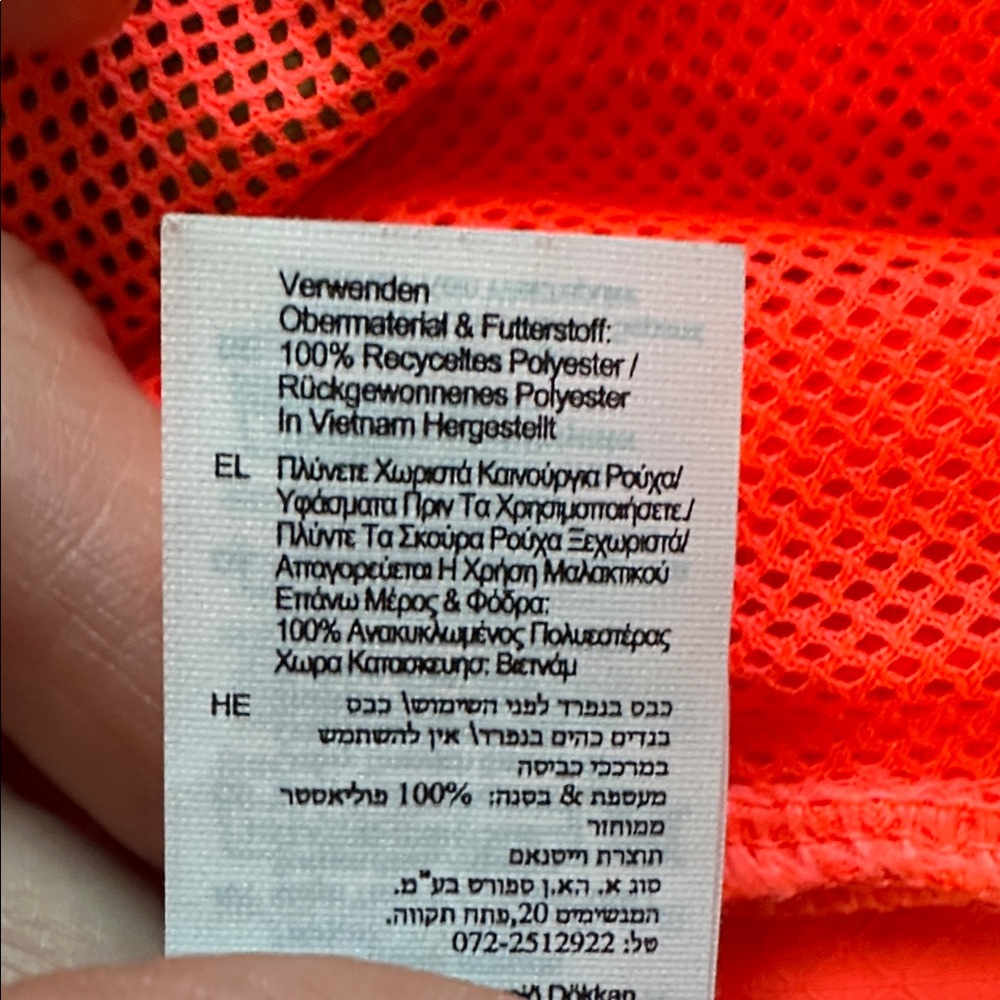 Verwenden
Obermaterial & Futterstoff:
100% Recyceltes Polyester /
Rückgewonnenes Polyester
In Vietnam Hergestellt
EL Πλύνετε Χωριστά Καινούργια Ρούχα/
Υφάσματα Πριν Τα Χρησιμοποιήσετε/
Πλύντε Τα Σκούρα Ρούχα Ξεχωριστά/
Απαγορεύεται Η Χρήση Μαλακτικού
Επάνω Μέρος & Φόδρα:
100% Ανακυκλωμένος Πολυεστέρας
Χωρα Κατασκευησ: Βιετνάμ
HE כבס בנפרד לפני השימוש\ כבס
בגדים כהים בנפרד\ אין להשתמש
במרככי כביסה
מעטפת & בטנה: 100% פוליאסטר
ממוחזר
תוצרת וייטנאם
סוג א. הא.ן ספורט בע"מ.
המגשימים 20,פתח תקווה.
טל: 072-2512922
Dökkan